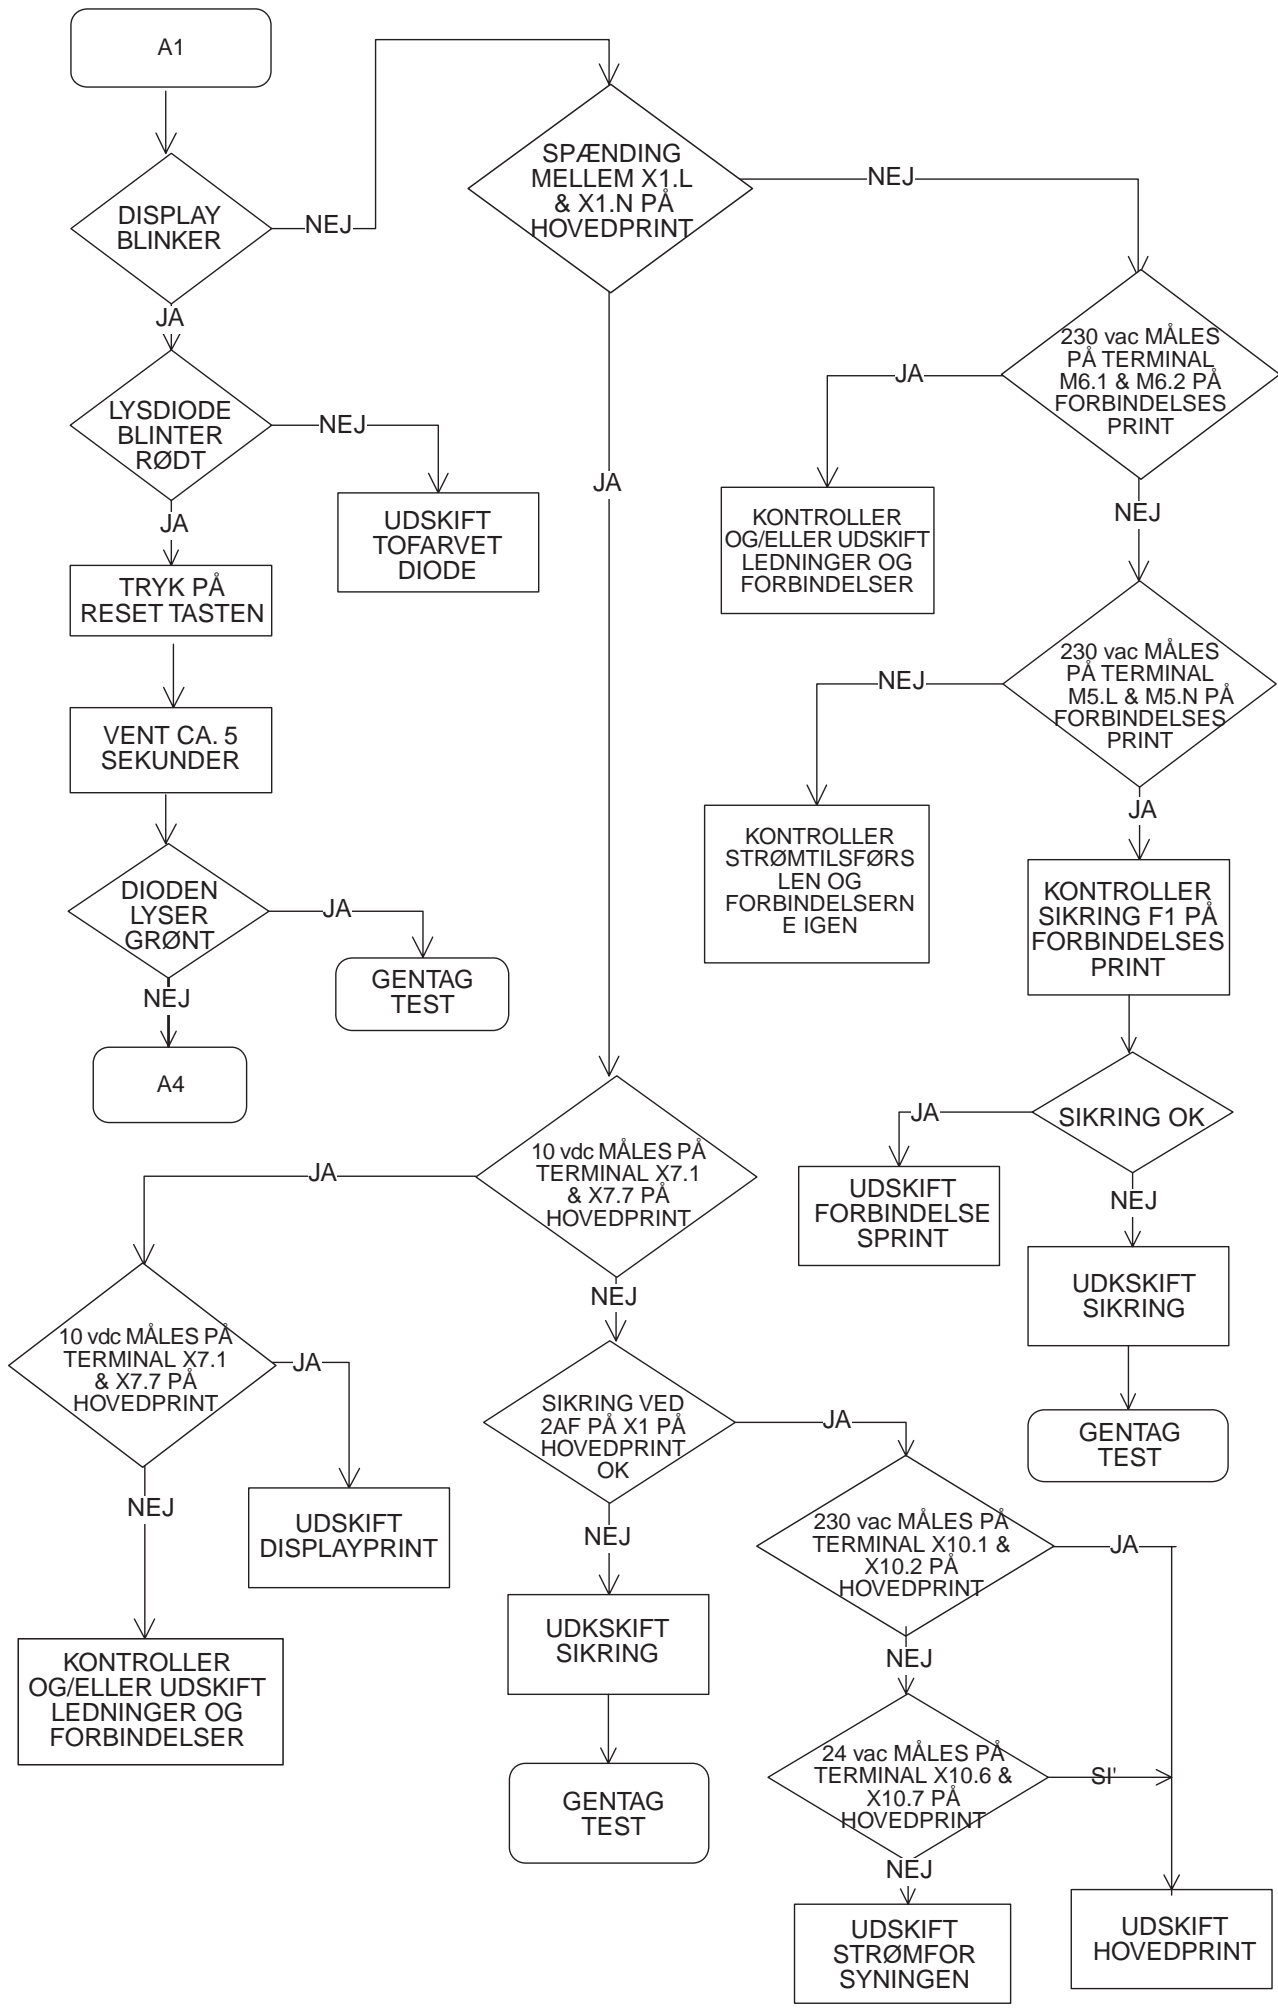 A1
DISPLAY
BLINKER
NEJ
JA
LYSDIODE
BLINTER
RØDT
NEJ
UDSKIFT
TOFARVET
DIODE
JA
TRYK PÅ
RESET TASTEN
VENT CA. 5
SEKUNDER
DIODEN
LYSER
GRØNT
JA
GENTAG
TEST
NEJ
A4
SPÆNDING
MELLEM X1.L
& X1.N PÅ
HOVEDPRINT
NEJ
JA
230 vac MÅLES
PÅ TERMINAL
M6.1 & M6.2 PÅ
FORBINDELSES
PRINT
JA
KONTROLLER
OG/ELLER UDSKIFT
LEDNINGER OG
FORBINDELSER
NEJ
230 vac MÅLES
PÅ TERMINAL
M5.L & M5.N PÅ
FORBINDELSES
PRINT
NEJ
KONTROLLER
STRØMTILSFØRS
LEN OG
FORBINDELSERN
E IGEN
JA
KONTROLLER
SIKRING F1 PÅ
FORBINDELSES
PRINT
SIKRING OK
JA
UDSKIFT
FORBINDELSE
SPRINT
NEJ
UDKSKIFT
SIKRING
GENTAG
TEST
10 vdc MÅLES PÅ
TERMINAL X7.1
& X7.7 PÅ
HOVEDPRINT
JA
10 vdc MÅLES PÅ
TERMINAL X7.1
& X7.7 PÅ
HOVEDPRINT
JA
UDSKIFT
DISPLAYPRINT
NEJ
KONTROLLER
OG/ELLER UDSKIFT
LEDNINGER OG
FORBINDELSER
NEJ
SIKRING VED
2AF PÅ X1 PÅ
HOVEDPRINT
OK
NEJ
UDKSKIFT
SIKRING
GENTAG
TEST
JA
230 vac MÅLES PÅ
TERMINAL X10.1 &
X10.2 PÅ
HOVEDPRINT
JA
NEJ
24 vac MÅLES PÅ
TERMINAL X10.6 &
X10.7 PÅ
HOVEDPRINT
SI'
NEJ
UDSKIFT
STRØMFOR
SYNINGEN
UDSKIFT
HOVEDPRINT